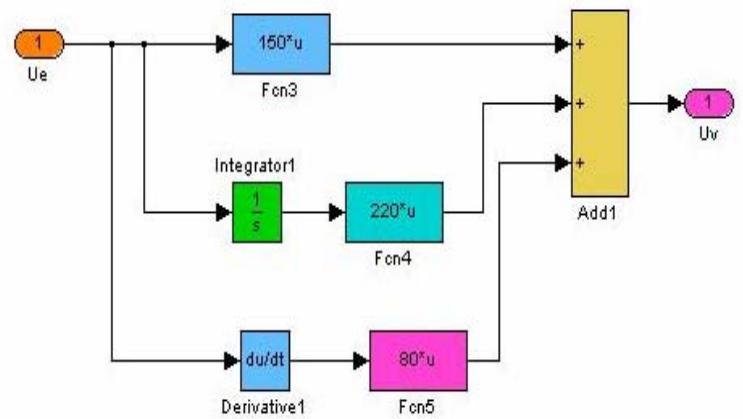 1
Ue
150*u
Fcn3
+
+
+
Add1
1
Uv
Integrator1
1
s
220*u
Fcn4
du/dt
Derivative1
80*u
Fcn5